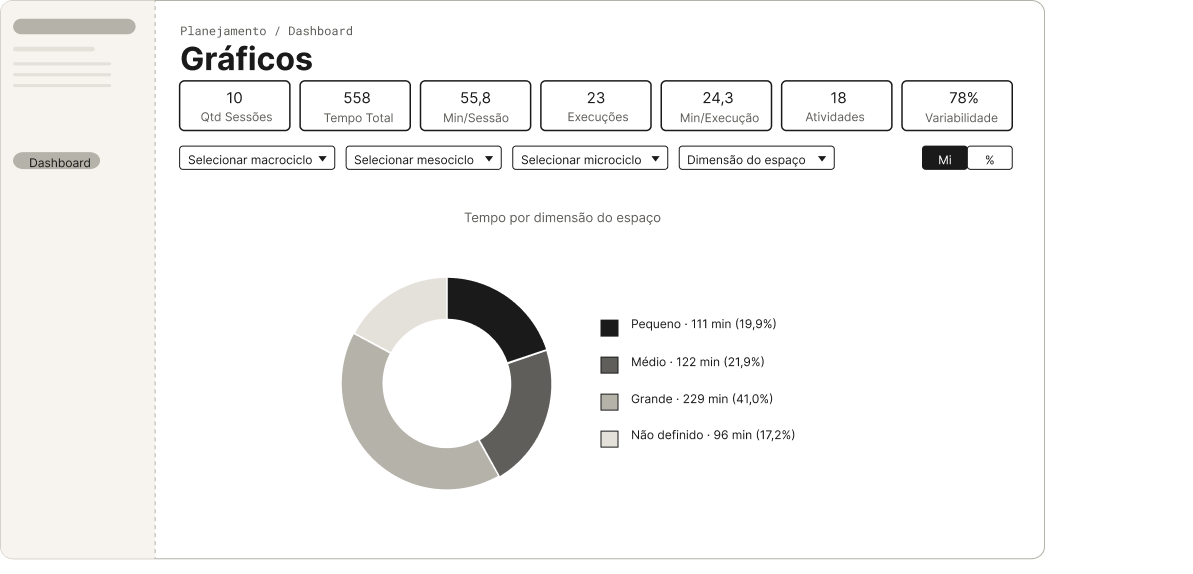 Planejamento / Dashboard
Gráficos
10
Qtd Sessões
558
Tempo Total
55,8
Min/Sessão
23
Execuções
24,3
Min/Execução
18
Atividades
78%
Variabilidade
Dashboard
Selecionar macrociclo
Selecionar mesociclo
Selecionar microciclo
Dimensão do espaço
Mi
%
Tempo por dimensão do espaço
Pequeno · 111 min (19,9%)
Médio · 122 min (21,9%)
Grande · 229 min (41,0%)
Não definido · 96 min (17,2%)